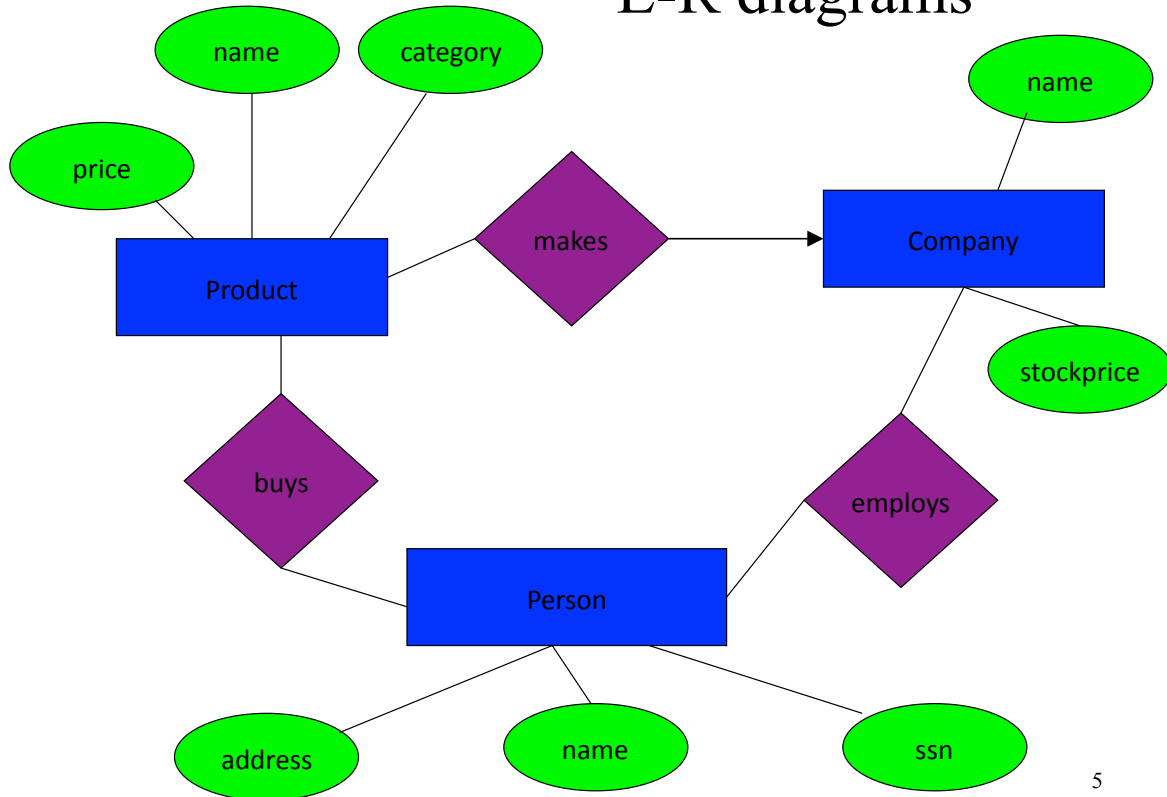 E-R diagrams
name
category
name
price
makes
Company
Product
stockprice
buys
employs
Person
address
name
ssn
5